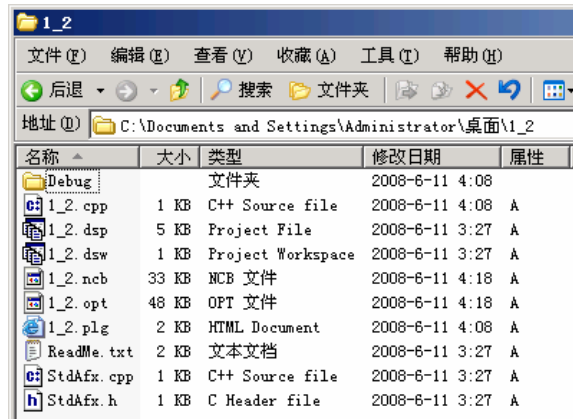 1_2
文件(F) 编辑(E) 查看(V) 收藏(A) 工具(T) 帮助(H)
后退 搜索 文件夹
地址(D) C:\Documents and Settings\Administrator\桌面\1_2
名称 大小 类型 修改日期 属性
Debug 文件夹 2008-6-11 4:08
1_2.cpp 1 KB C++ Source file 2008-6-11 4:08 A
1_2.dsp 5 KB Project File 2008-6-11 3:27 A
1_2.dsw 1 KB Project Workspace 2008-6-11 3:27 A
1_2.ncb 33 KB NCB 文件 2008-6-11 4:18 A
1_2.opt 48 KB OPT 文件 2008-6-11 4:18 A
1_2.plg 2 KB HTML Document 2008-6-11 4:08 A
ReadMe.txt 2 KB 文本文档 2008-6-11 3:27 A
StdAfx.cpp 1 KB C++ Source file 2008-6-11 3:27 A
StdAfx.h 1 KB C Header file 2008-6-11 3:27 A